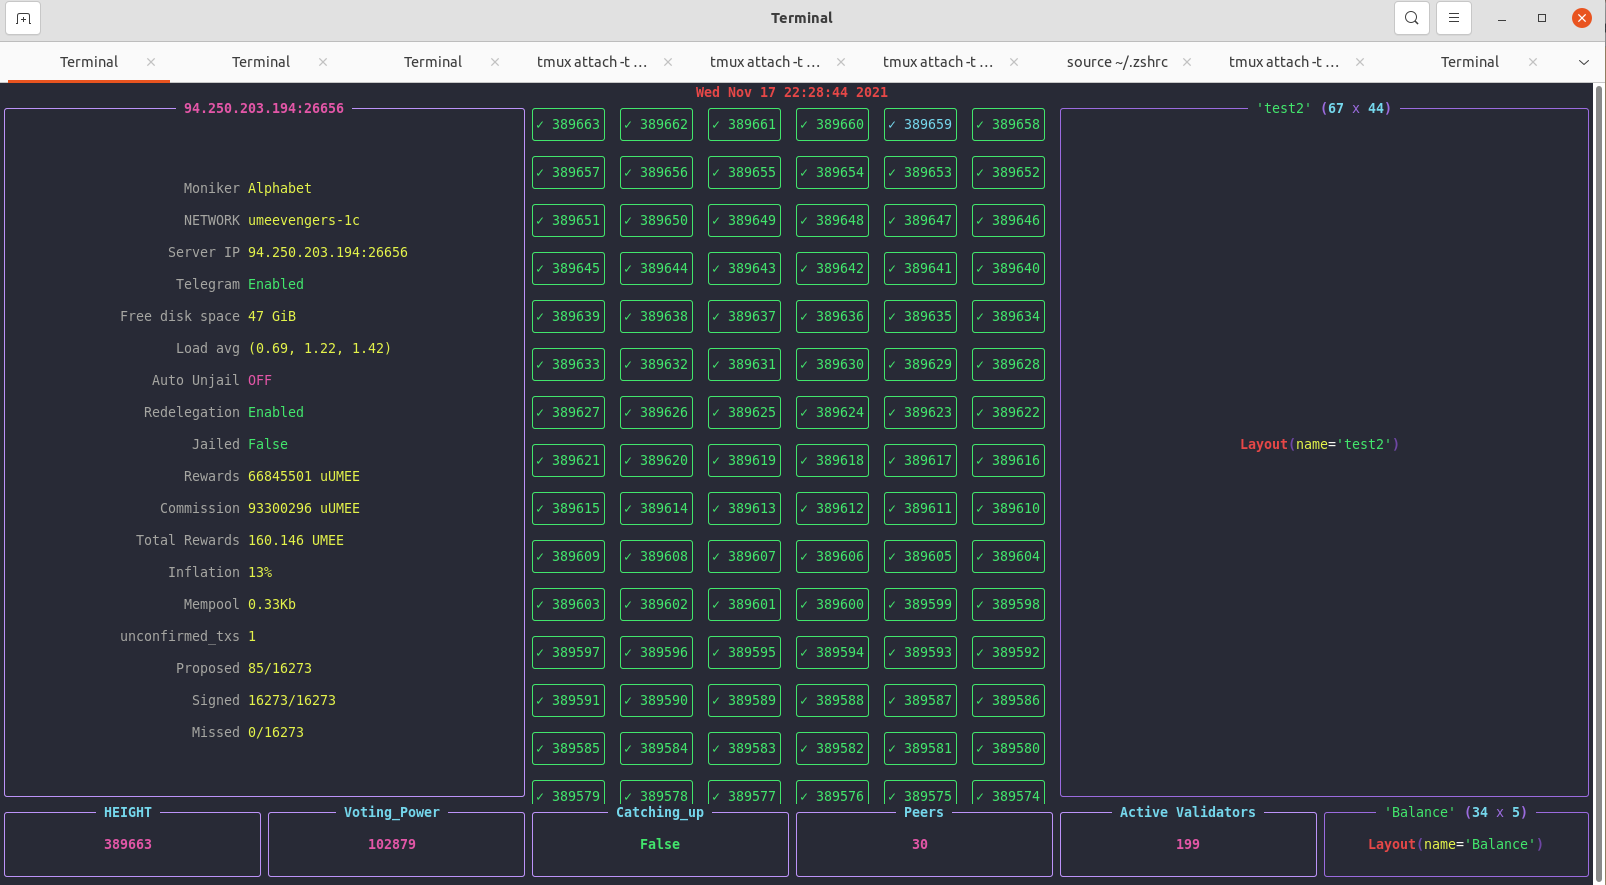 Terminal
Terminal Terminal Terminal tmux attach -t ... tmux attach -t ... tmux attach -t ... source ~/.zshrc tmux attach -t ... Terminal
Wed Nov 17 22:28:44 2021
94.250.203.194:26656
Moniker Alphabet
NETWORK umeevengers-1c
Server IP 94.250.203.194:26656
Telegram Enabled
Free disk space 47 GiB
Load avg (0.69, 1.22, 1.42)
Auto Unjail OFF
Redelegation Enabled
Jailed False
Rewards 66845501 uUMEE
Commission 93300296 uUMEE
Total Rewards 160.146 UMEE
Inflation 13%
Mempool 0.33Kb
unconfirmed_txs 1
Proposed 85/16273
Signed 16273/16273
Missed 0/16273
✓ 389663 ✓ 389662 ✓ 389661 ✓ 389660 ✓ 389659 ✓ 389658
✓ 389657 ✓ 389656 ✓ 389655 ✓ 389654 ✓ 389653 ✓ 389652
✓ 389651 ✓ 389650 ✓ 389649 ✓ 389648 ✓ 389647 ✓ 389646
✓ 389645 ✓ 389644 ✓ 389643 ✓ 389642 ✓ 389641 ✓ 389640
✓ 389639 ✓ 389638 ✓ 389637 ✓ 389636 ✓ 389635 ✓ 389634
✓ 389633 ✓ 389632 ✓ 389631 ✓ 389630 ✓ 389629 ✓ 389628
✓ 389627 ✓ 389626 ✓ 389625 ✓ 389624 ✓ 389623 ✓ 389622
✓ 389621 ✓ 389620 ✓ 389619 ✓ 389618 ✓ 389617 ✓ 389616
✓ 389615 ✓ 389614 ✓ 389613 ✓ 389612 ✓ 389611 ✓ 389610
✓ 389609 ✓ 389608 ✓ 389607 ✓ 389606 ✓ 389605 ✓ 389604
✓ 389603 ✓ 389602 ✓ 389601 ✓ 389600 ✓ 389599 ✓ 389598
✓ 389597 ✓ 389596 ✓ 389595 ✓ 389594 ✓ 389593 ✓ 389592
✓ 389591 ✓ 389590 ✓ 389589 ✓ 389588 ✓ 389587 ✓ 389586
✓ 389585 ✓ 389584 ✓ 389583 ✓ 389582 ✓ 389581 ✓ 389580
✓ 389579 ✓ 389578 ✓ 389577 ✓ 389576 ✓ 389575 ✓ 389574
'test2' (67 x 44)
Layout(name='test2')
HEIGHT
389663
Voting_Power
102879
Catching_up
False
Peers
30
Active Validators
199
'Balance' (34 x 5)
Layout(name='Balance')